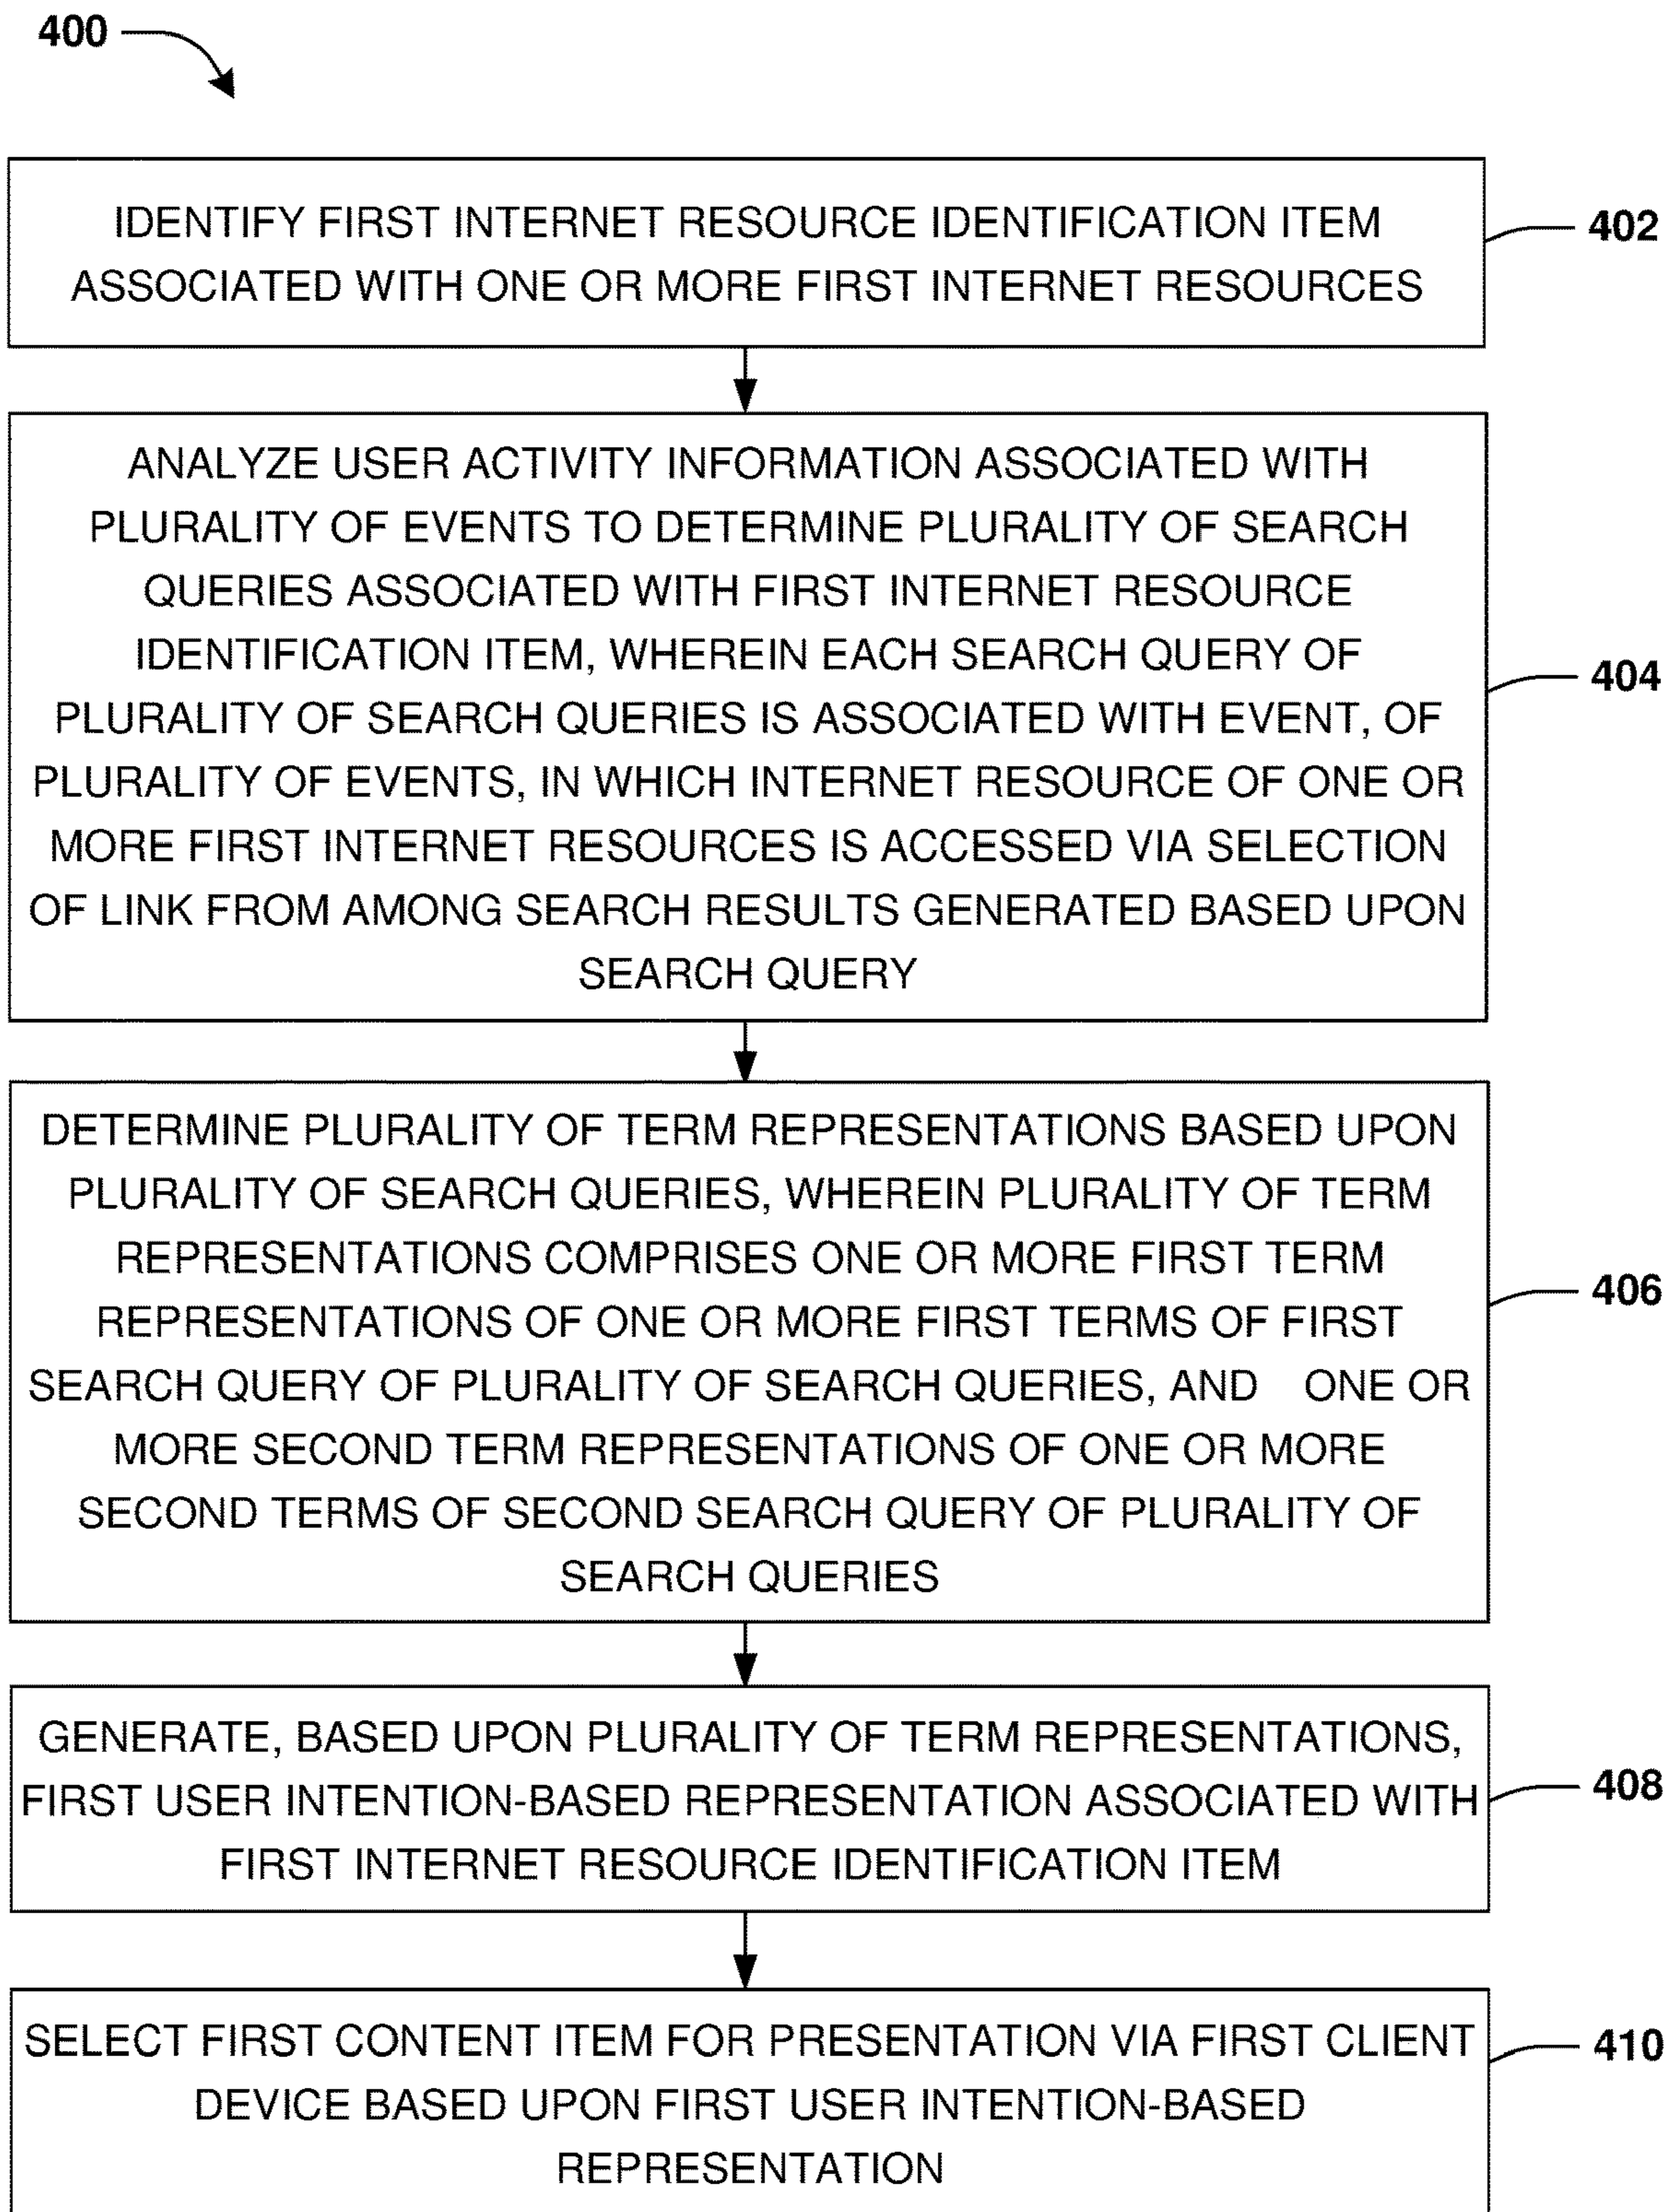 400
IDENTIFY FIRST INTERNET RESOURCE IDENTIFICATION ITEM
ASSOCIATED WITH ONE OR MORE FIRST INTERNET RESOURCES
402
ANALYZE USER ACTIVITY INFORMATION ASSOCIATED WITH
PLURALITY OF EVENTS TO DETERMINE PLURALITY OF SEARCH
QUERIES ASSOCIATED WITH FIRST INTERNET RESOURCE
IDENTIFICATION ITEM, WHEREIN EACH SEARCH QUERY OF
PLURALITY OF SEARCH QUERIES IS ASSOCIATED WITH EVENT, OF
PLURALITY OF EVENTS, IN WHICH INTERNET RESOURCE OF ONE OR
MORE FIRST INTERNET RESOURCES IS ACCESSED VIA SELECTION
OF LINK FROM AMONG SEARCH RESULTS GENERATED BASED UPON
SEARCH QUERY
404
DETERMINE PLURALITY OF TERM REPRESENTATIONS BASED UPON
PLURALITY OF SEARCH QUERIES, WHEREIN PLURALITY OF TERM
REPRESENTATIONS COMPRISES ONE OR MORE FIRST TERM
REPRESENTATIONS OF ONE OR MORE FIRST TERMS OF FIRST
SEARCH QUERY OF PLURALITY OF SEARCH QUERIES, AND ONE OR
MORE SECOND TERM REPRESENTATIONS OF ONE OR MORE
SECOND TERMS OF SECOND SEARCH QUERY OF PLURALITY OF
SEARCH QUERIES
406
GENERATE, BASED UPON PLURALITY OF TERM REPRESENTATIONS,
FIRST USER INTENTION-BASED REPRESENTATION ASSOCIATED WITH
FIRST INTERNET RESOURCE IDENTIFICATION ITEM
408
SELECT FIRST CONTENT ITEM FOR PRESENTATION VIA FIRST CLIENT
DEVICE BASED UPON FIRST USER INTENTION-BASED
REPRESENTATION
410